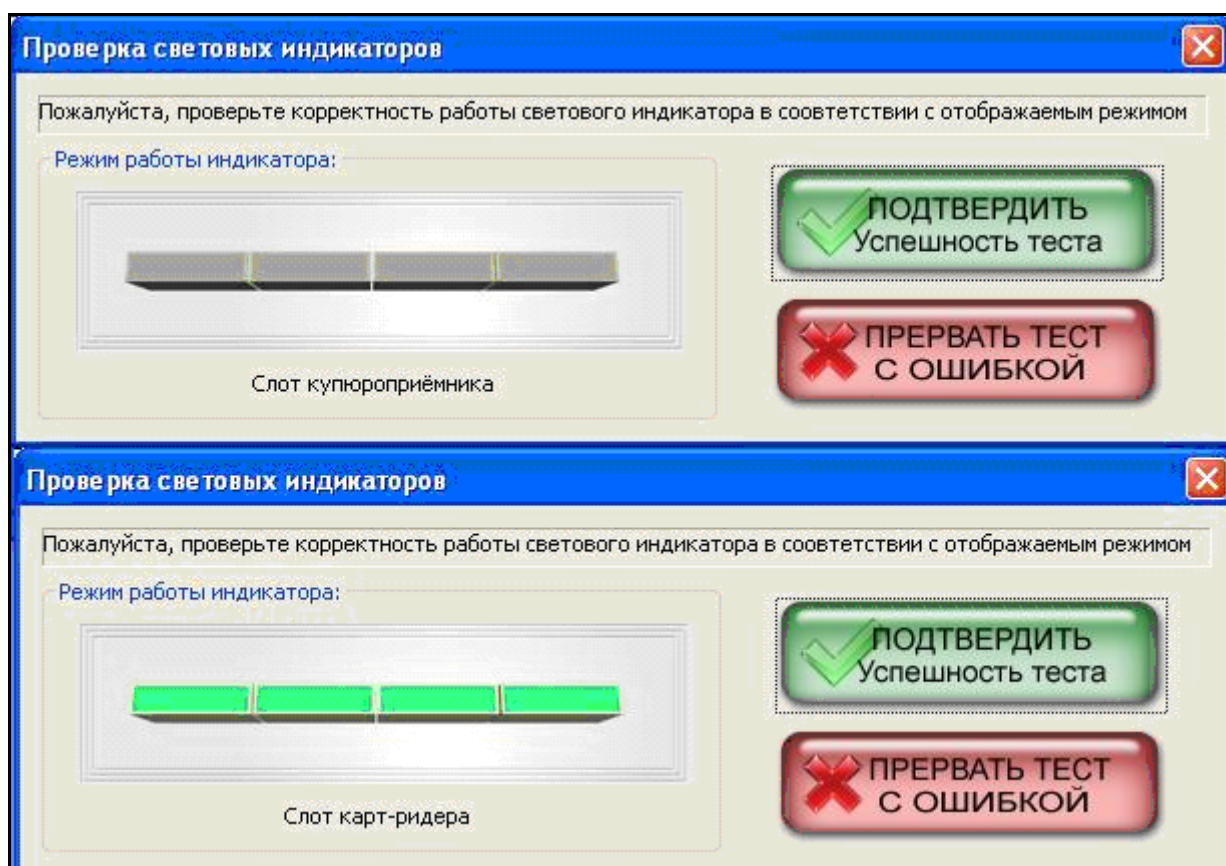 Проверка световых индикаторов
Пожалуйста, проверьте корректность работы светового индикатора в соовтетствии с отображаемым режимом
Режим работы индикатора:
ПОДТВЕРДИТЬ
Успешность теста
ПРЕРВАТЬ ТЕСТ
С ОШИБКОЙ
Слот купюроприёмника
Проверка световых индикаторов
Пожалуйста, проверьте корректность работы светового индикатора в соовтетствии с отображаемым режимом
Режим работы индикатора:
ПОДТВЕРДИТЬ
Успешность теста
ПРЕРВАТЬ ТЕСТ
С ОШИБКОЙ
Слот карт-ридера